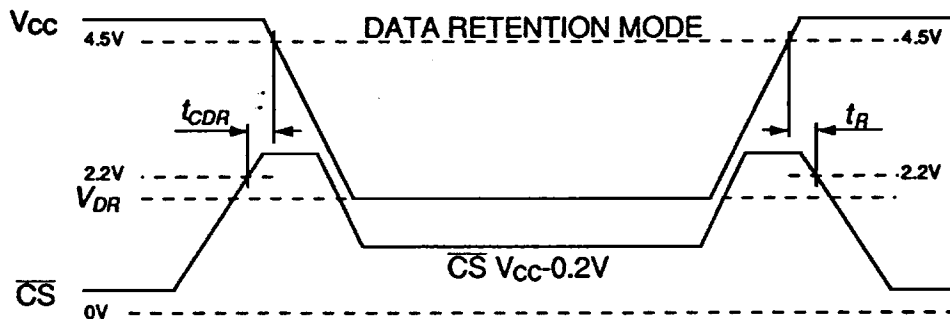 VCC DATA RETENTION MODE
4.5V 4.5V
tCDR tR
2.2V 2.2V
VDR
CS VCC-0.2V
CS
0V